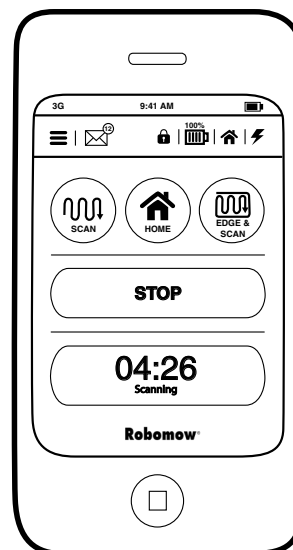 3G 9:41 AM
12 100%
SCAN HOME EDGE &
SCAN
STOP
04:26
Scanning
Robomow®